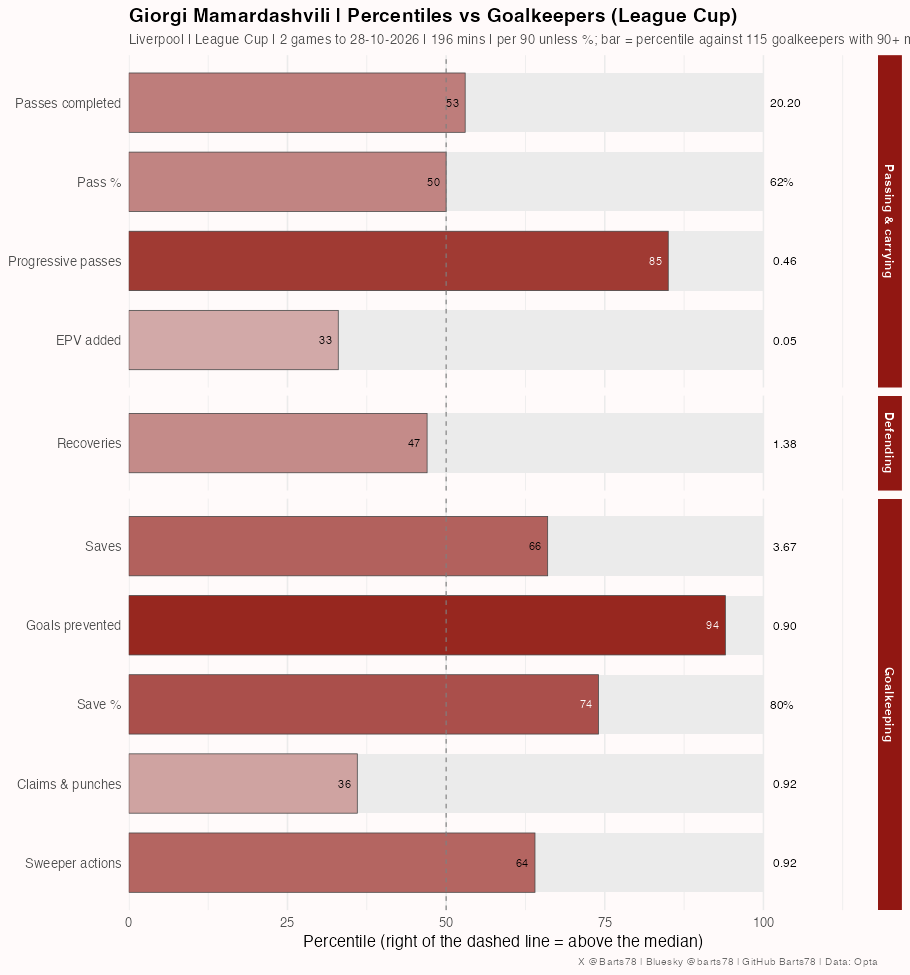 Giorgi Mamardashvili | Percentiles vs Goalkeepers (League Cup)
Liverpool | League Cup | 2 games to 28-10-2026 | 196 mins | per 90 unless %; bar = percentile against 115 goalkeepers with 90+ m
Passes completed 53 20.20
Pass % 50 62%
Progressive passes 85 0.46
EPV added 33 0.05
Passing & carrying
Recoveries 47 1.38
Defending
Saves 66 3.67
Goals prevented 94 0.90
Save % 74 80%
Claims & punches 36 0.92
Sweeper actions 64 0.92
Goalkeeping
0 25 50 75 100
Percentile (right of the dashed line = above the median)
X @Barts78 | Bluesky @barts78 | GitHub Barts78 | Data: Opta